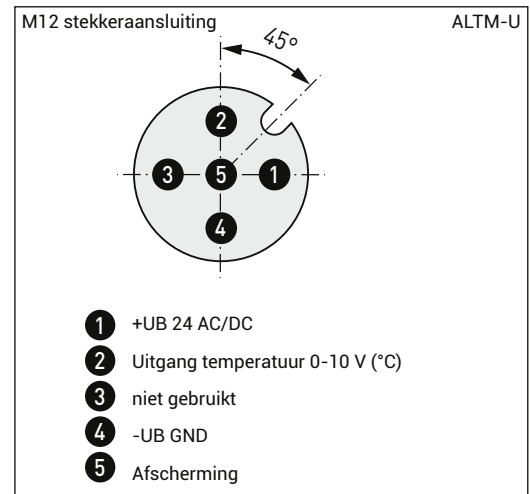 M12 stekkeraansluiting ALTM-U
45°
2
3 5 1
4
1 +UB 24 AC/DC
2 Uitgang temperatuur 0-10 V (°C)
3 niet gebruikt
4 -UB GND
5 Afscherming